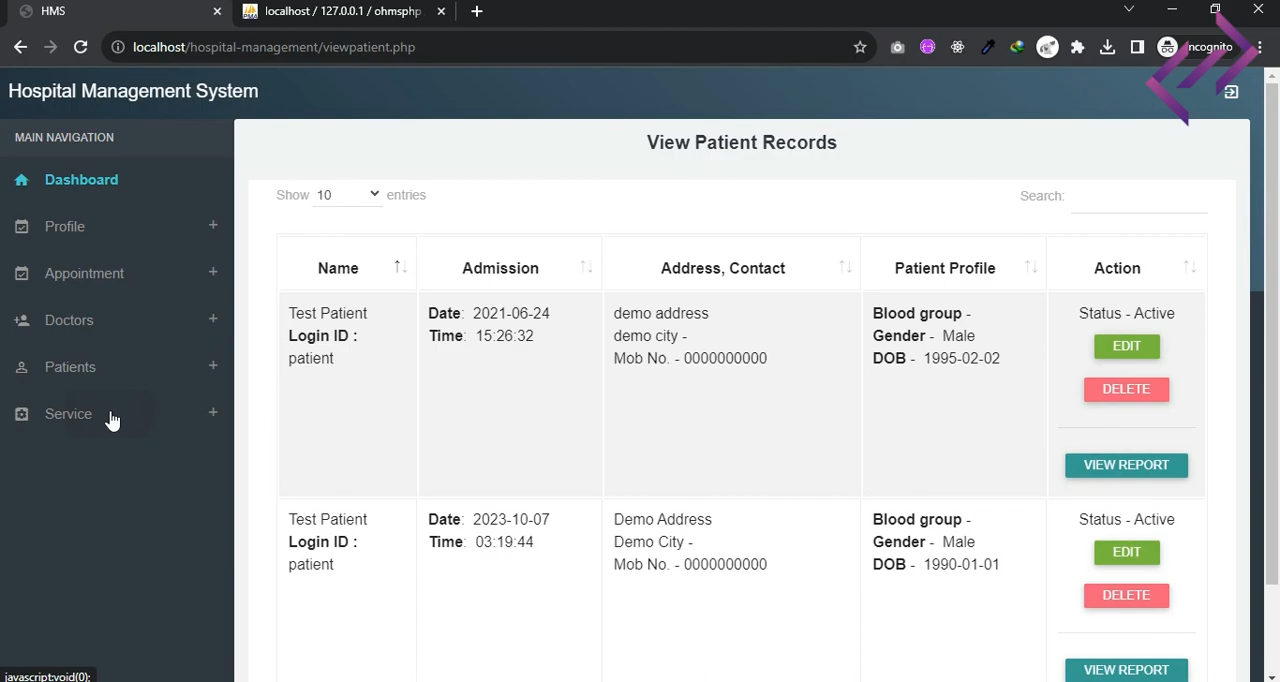 HMS
localhost / 127.0.0.1 / ohmsphp
localhost/hospital-management/viewpatient.php
Incognito
Hospital Management System
MAIN NAVIGATION
Dashboard
Profile +
Appointment +
Doctors +
Patients +
Service +
View Patient Records
Show 10 entries
Search:
Name Admission Address, Contact Patient Profile Action
Test Patient Date: 2021-06-24 demo address Blood group - Status - Active
Login ID : Time: 15:26:32 demo city - Gender - Male EDIT
patient Mob No. - 0000000000 DOB - 1995-02-02
DELETE
VIEW REPORT
Test Patient Date: 2023-10-07 Demo Address Blood group - Status - Active
Login ID : Time: 03:19:44 Demo City - Gender - Male EDIT
patient Mob No. - 0000000000 DOB - 1990-01-01
DELETE
VIEW REPORT
javascript:void(0);